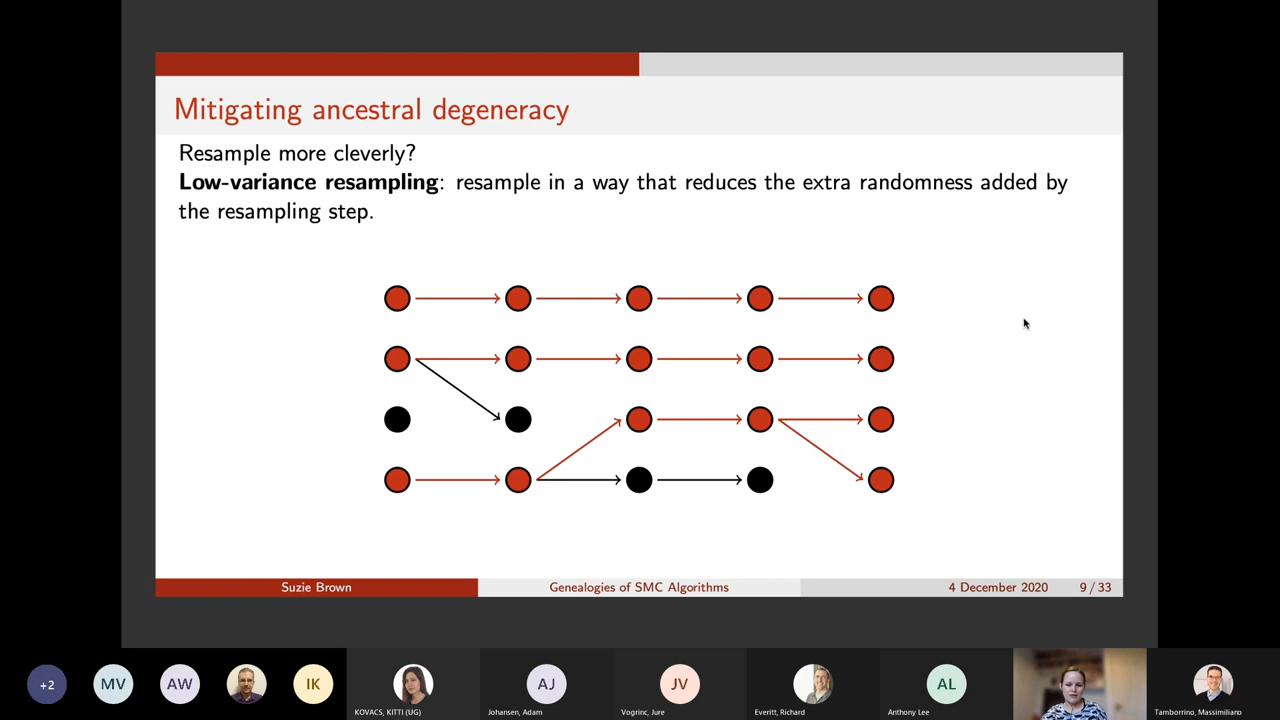 Mitigating ancestral degeneracy
Resample more cleverly?
Low-variance resampling: resample in a way that reduces the extra randomness added by
the resampling step.
Suzie Brown
Genealogies of SMC Algorithms
4 December 2020
9 / 33
+2
MV
AW
IK
KOVACS, KITTI (UG)
AJ
Johansen, Adam
JV
Vogrinc, Jure
Everitt, Richard
AL
Anthony Lee
Tamborrino, Massimiliano